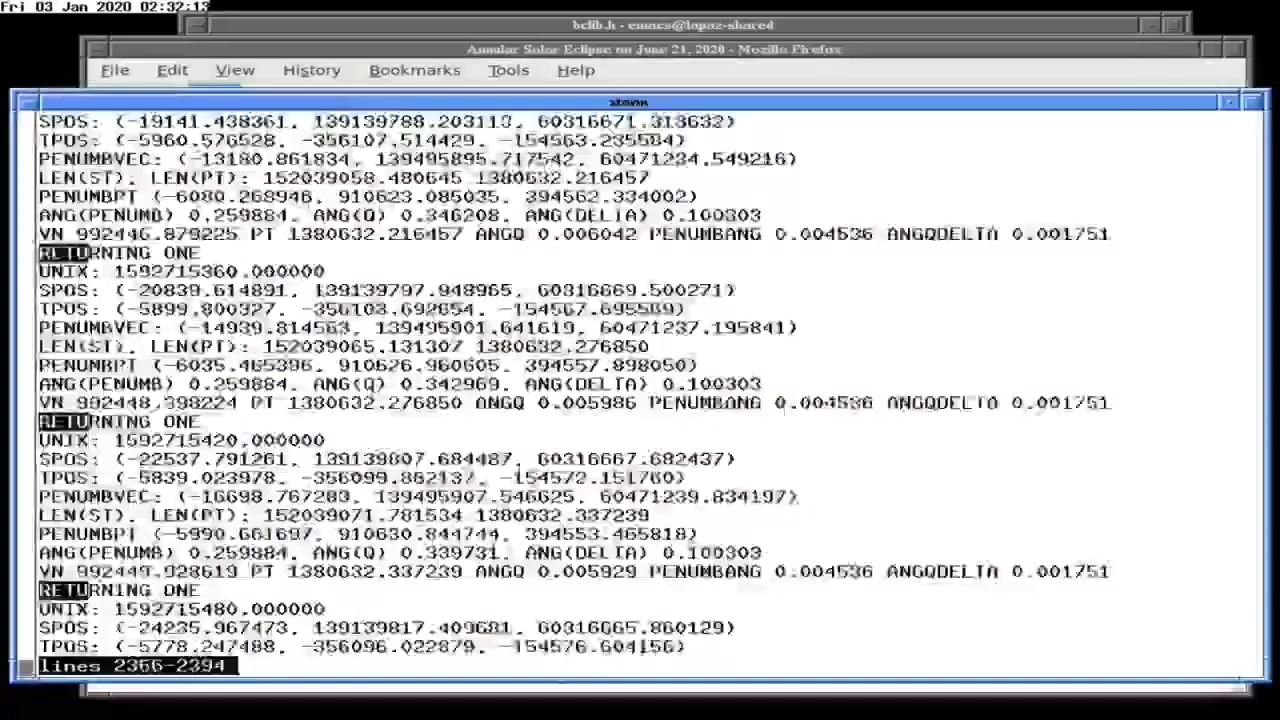 Fri 03 Jan 2020 02:32:13
bclib.h - emacs@lapaz-shared
Annular Solar Eclipse on June 21, 2020 - Mozilla Firefox
File Edit View History Bookmarks Tools Help
xterm
SPOS: (-19141.438361, 139139788.203113, 60316671.313632)
TPOS: (-5960.576528, -356107.514429, -154563.235584)
PENUMBVEC: (-13180.861834, 139495895.717542, 60471234.549216)
LEN(ST), LEN(PT): 152039058.480645 1380632.216457
PENUMBPT (-6080.268946, 910623.085035, 394562.334002)
ANG(PENUMB) 0.259884, ANG(Q) 0.346208, ANG(DELTA) 0.100303
VN 992446.879225 PT 1380632.216457 ANGQ 0.006042 PENUMBANG 0.004536 ANGQDELTA 0.001751
RETURNING ONE
UNIX: 1592715360.000000
SPOS: (-20839.614891, 139139797.948965, 60316669.500271)
TPOS: (-5899.800327, -356103.692654, -154567.695569)
PENUMBVEC: (-14939.814563, 139495901.641619, 60471237.195841)
LEN(ST), LEN(PT): 152039065.131307 1380632.276850
PENUMBPT (-6035.465396, 910626.960605, 394557.898050)
ANG(PENUMB) 0.259884, ANG(Q) 0.342969, ANG(DELTA) 0.100303
VN 992448.398224 PT 1380632.276850 ANGQ 0.005986 PENUMBANG 0.004536 ANGQDELTA 0.001751
RETURNING ONE
UNIX: 1592715420.000000
SPOS: (-22537.791261, 139139807.684487, 60316667.682437)
TPOS: (-5839.023978, -356099.862137, -154572.151760)
PENUMBVEC: (-16698.767283, 139495907.546625, 60471239.834197)
LEN(ST), LEN(PT): 152039071.781534 1380632.337239
PENUMBPT (-5990.661697, 910630.844744, 394553.465818)
ANG(PENUMB) 0.259884, ANG(Q) 0.339731, ANG(DELTA) 0.100303
VN 992449.928619 PT 1380632.337239 ANGQ 0.005929 PENUMBANG 0.004536 ANGQDELTA 0.001751
RETURNING ONE
UNIX: 1592715480.000000
SPOS: (-24235.967473, 139139817.409681, 60316665.860129)
TPOS: (-5778.247488, -356096.022879, -154576.604156)
lines 2366-2394